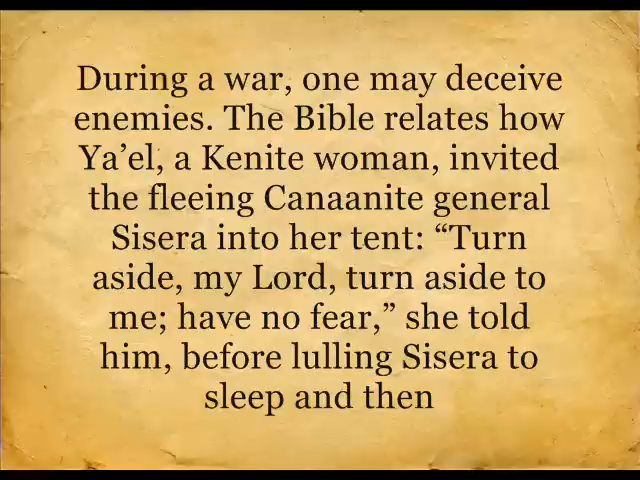 During a war, one may deceive
enemies. The Bible relates how
Ya’el, a Kenite woman, invited
the fleeing Canaanite general
Sisera into her tent: “Turn
aside, my Lord, turn aside to
me; have no fear,” she told
him, before lulling Sisera to
sleep and then